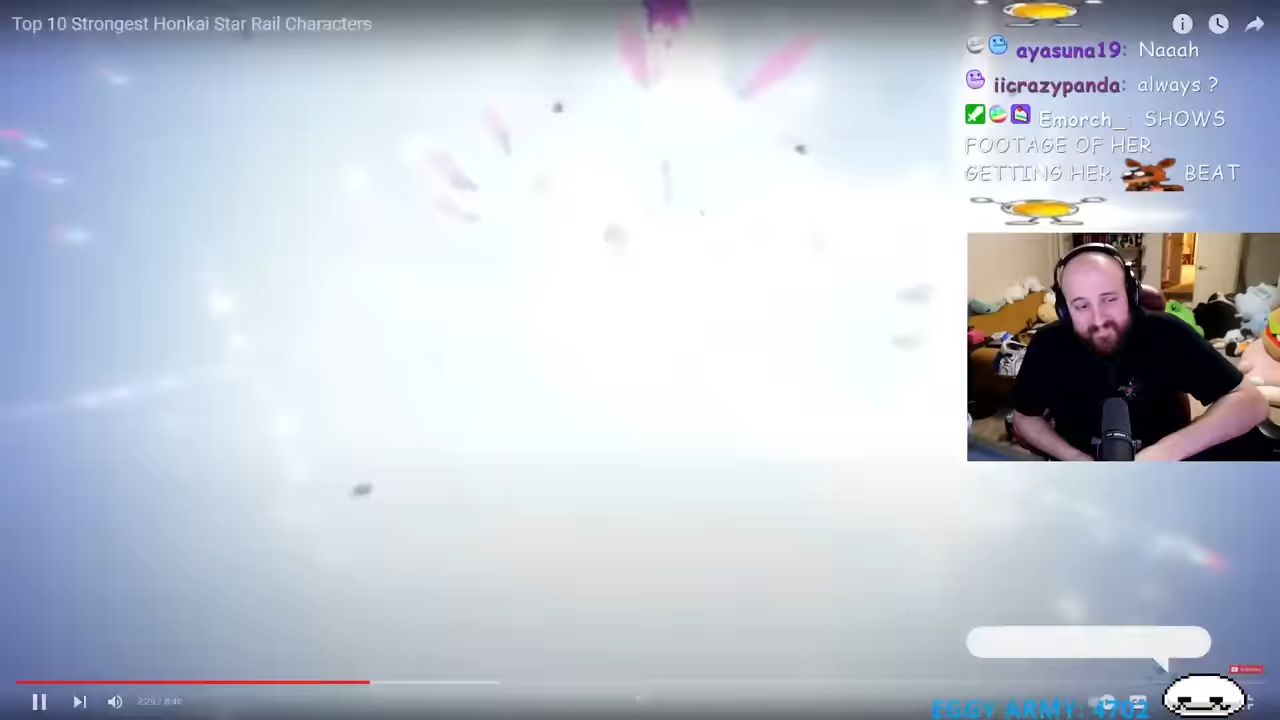 Top 10 Strongest Honkai Star Rail Characters
ayasuna19: Naaah
iicrazypanda: always ?
Emorch_: SHOWS
FOOTAGE OF HER
GETTING HER BEAT
EGGY ARMY: 4702